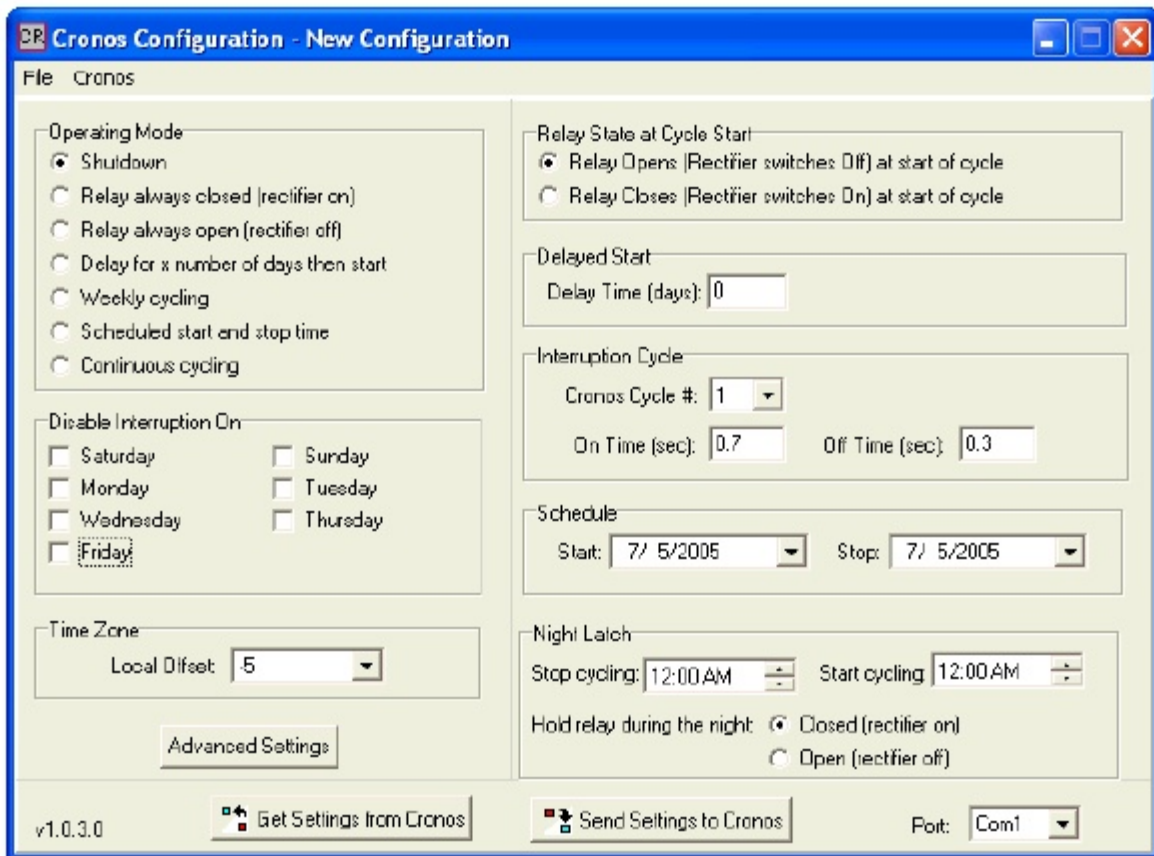 CR Cronos Configuration - New Configuration
File Cronos
Operating Mode
Shutdown
Relay always closed (rectifier on)
Relay always open (rectifier off)
Delay for x number of days then start
Weekly cycling
Scheduled start and stop time
Continuous cycling
Disable Interruption On
Saturday Sunday
Monday Tuesday
Wednesday Thursday
Friday
Time Zone
Local Offset: -5
Advanced Settings
Relay State at Cycle Start
Relay Opens (Rectifier switches Off) at start of cycle
Relay Closes (Rectifier switches On) at start of cycle
Delayed Start
Delay Time (days): 0
Interruption Cycle
Cronos Cycle #: 1
On Time (sec): 0.7 Off Time (sec): 0.3
Schedule
Start: 7/ 5/2005 Stop: 7/ 5/2005
Night Latch
Stop cycling: 12:00 AM Start cycling: 12:00 AM
Hold relay during the night: Closed (rectifier on)
Open (rectifier off)
v1.0.3.0 Get Settings from Cronos Send Settings to Cronos Port: Com1